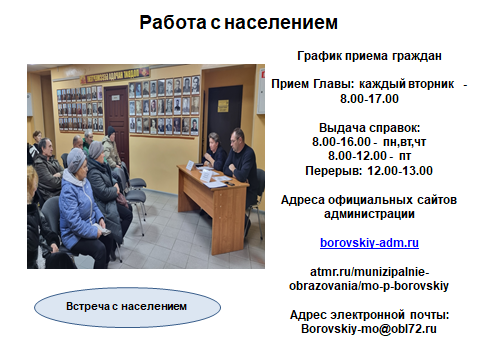 Работа с населением
График приема граждан
Прием Главы: каждый вторник -
8.00-17.00
Выдача справок:
8.00-16.00 - пн,вт,чт
8.00-12.00 - пт
Перерыв: 12.00-13.00
Адреса официальных сайтов
администрации
borovskiy-adm.ru
atmr.ru/munizipalnie-
obrazovania/mo-p-borovskiy
Адрес электронной почты:
Borovskiy-mo@obl72.ru
Встреча с населением